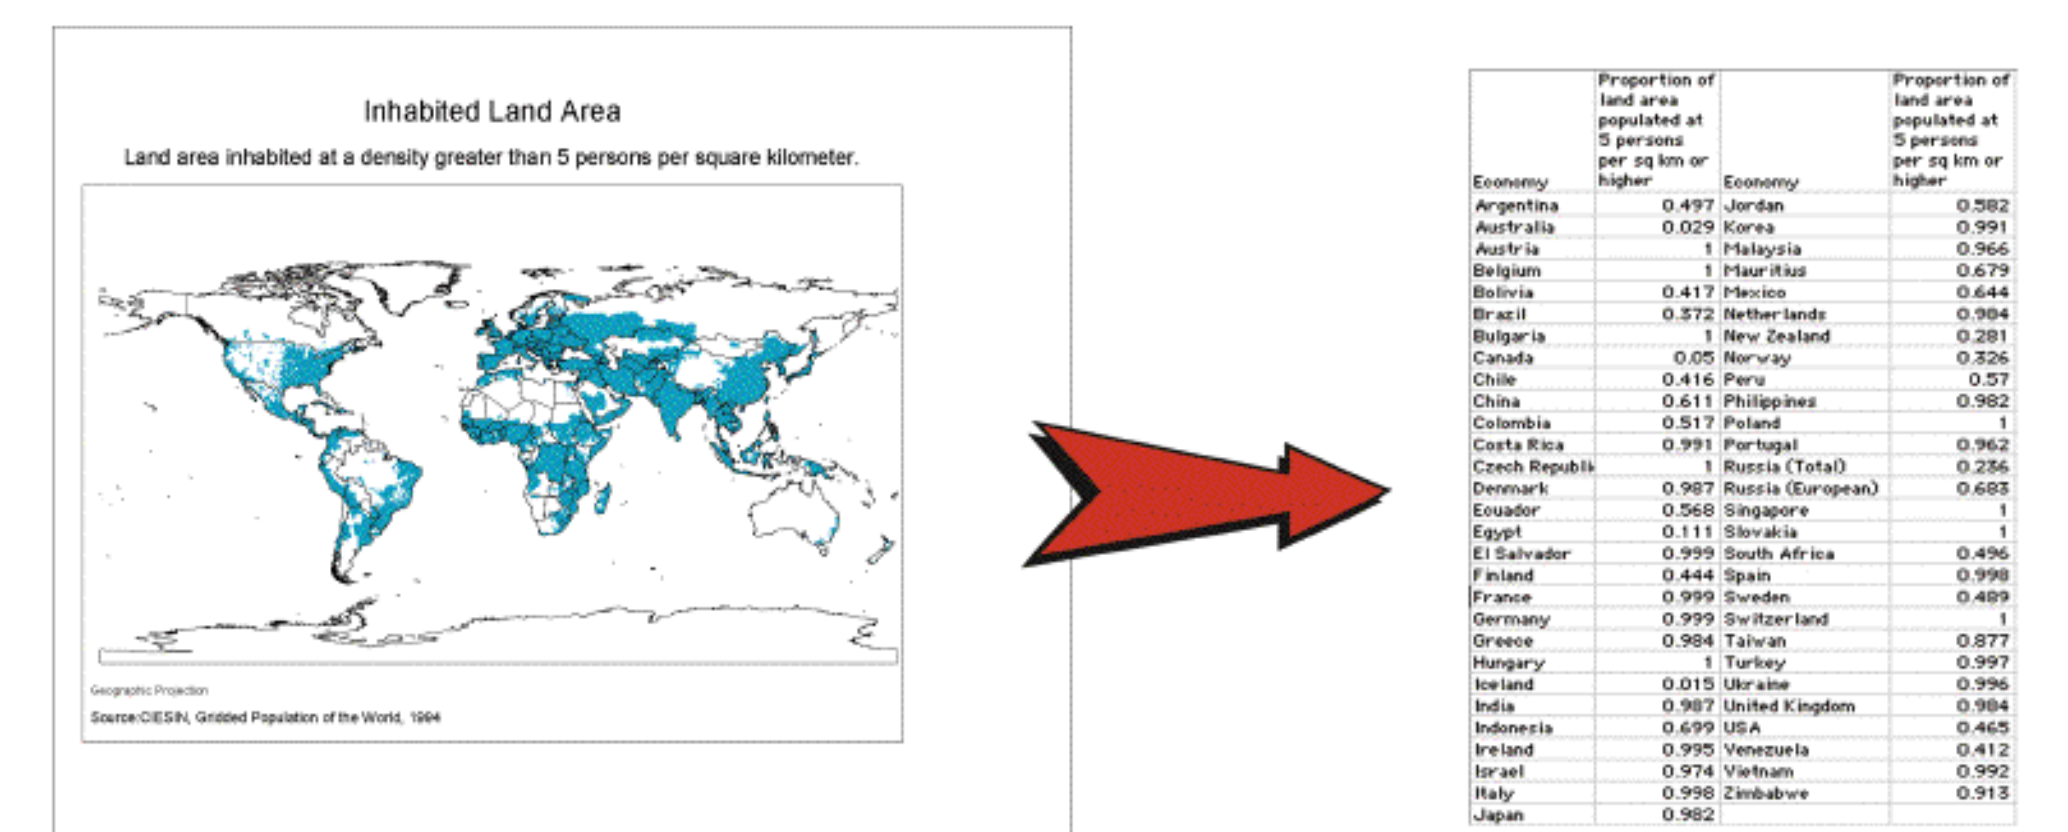 Inhabited Land Area
Land area inhabited at a density greater than 5 persons per square kilometer.
Geographic Projection
Source:CIESIN, Gridded Population of the World, 1994
Economy Proportion of land area populated at 5 persons per sq km or higher Economy Proportion of land area populated at 5 persons per sq km or higher
Argentina 0.497 Jordan 0.582
Australia 0.029 Korea 0.991
Austria 1 Malaysia 0.966
Belgium 1 Mauritius 0.679
Bolivia 0.417 Mexico 0.644
Brazil 0.372 Netherlands 0.984
Bulgaria 1 New Zealand 0.281
Canada 0.05 Norway 0.326
Chile 0.416 Peru 0.57
China 0.611 Philippines 0.982
Colombia 0.517 Poland 1
Costa Rica 0.991 Portugal 0.962
Czech Republi 1 Russia (Total) 0.236
Denmark 0.987 Russia (European) 0.683
Ecuador 0.568 Singapore 1
Egypt 0.111 Slovakia 1
El Salvador 0.999 South Africa 0.496
Finland 0.444 Spain 0.998
France 0.999 Sweden 0.489
Germany 0.999 Switzerland 1
Greece 0.984 Taiwan 0.877
Hungary 1 Turkey 0.997
Iceland 0.015 Ukraine 0.996
India 0.987 United Kingdom 0.984
Indonesia 0.699 USA 0.465
Ireland 0.995 Venezuela 0.412
Israel 0.974 Vietnam 0.992
Italy 0.998 Zimbabwe 0.913
Japan 0.982